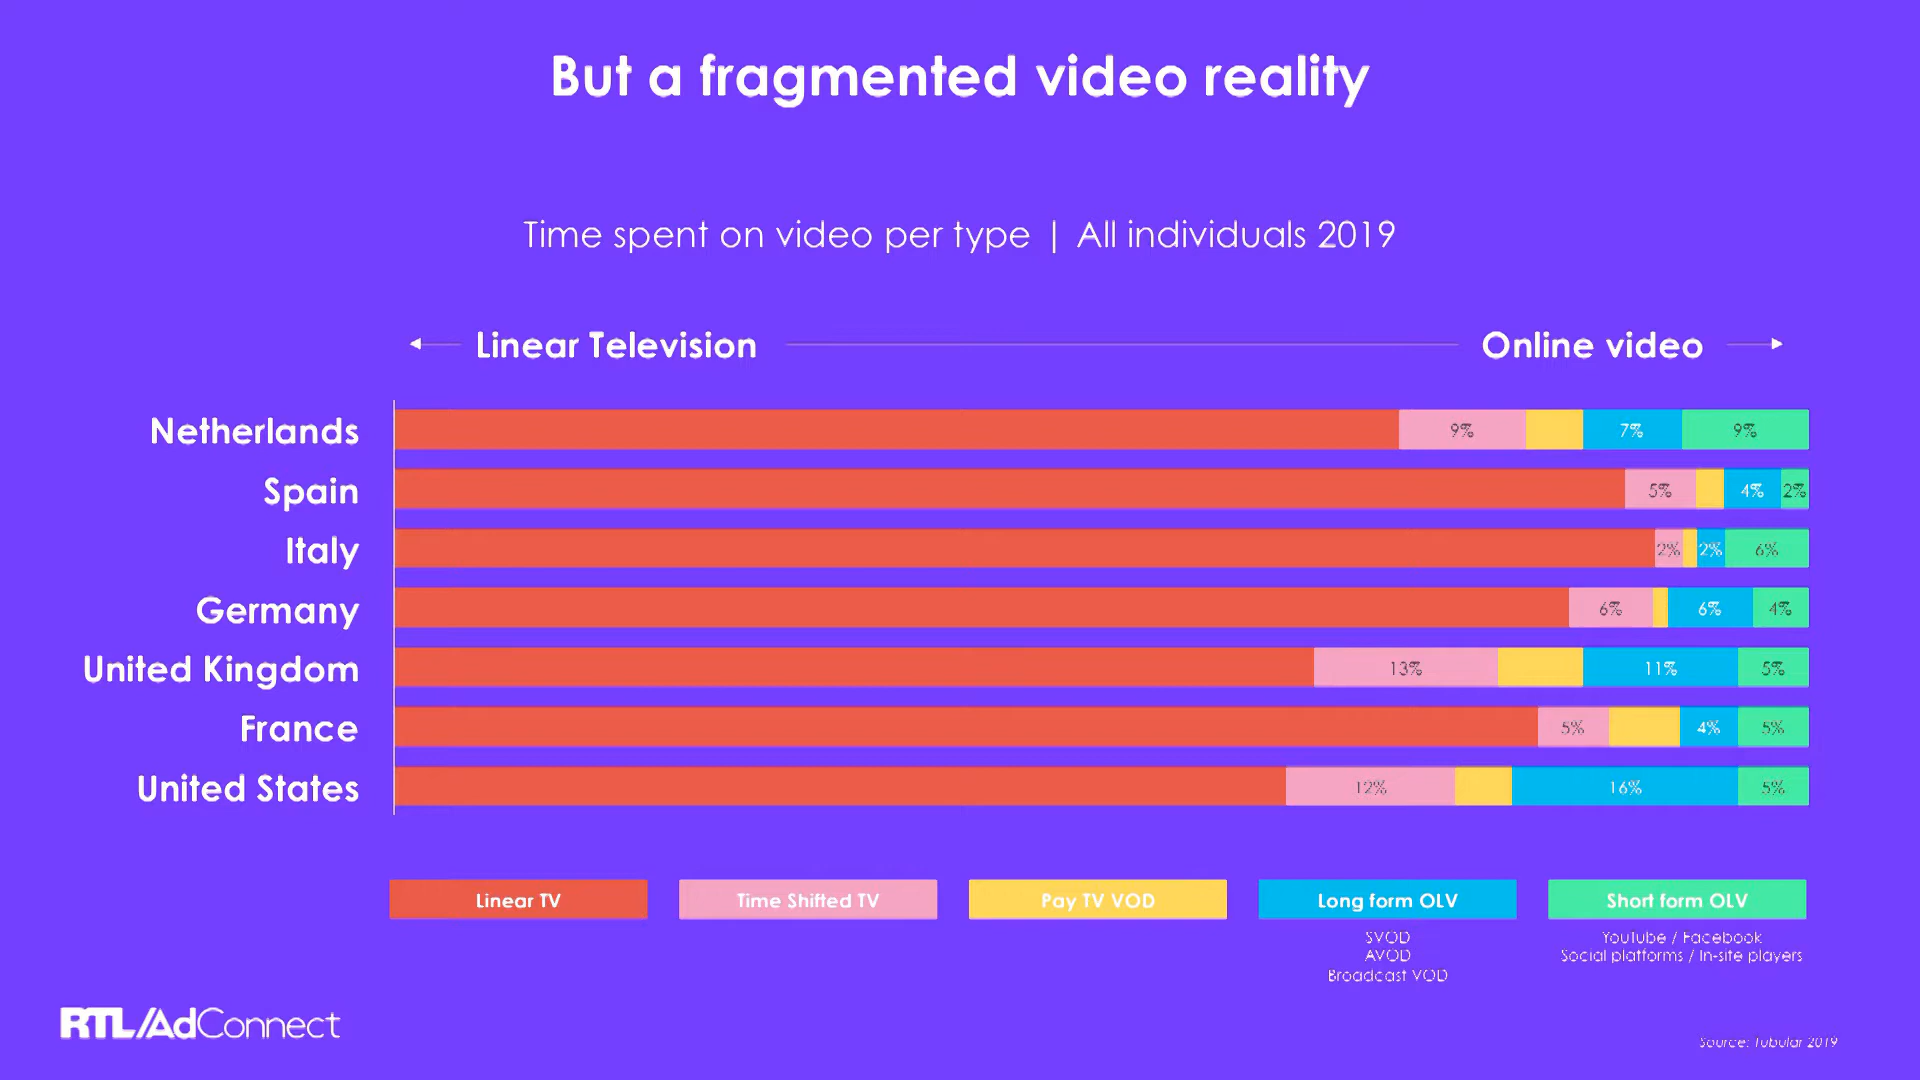 But a fragmented video reality
Time spent on video per type | All individuals 2019
Linear Television
Online video
Netherlands 9% 7% 9%
Spain 5% 4% 2%
Italy 2% 2% 6%
Germany 6% 6% 4%
United Kingdom 13% 11% 5%
France 5% 4% 5%
United States 12% 16% 5%
Linear TV
Time Shifted TV
Pay TV VOD
Long form OLV
Short form OLV
SVOD
AVOD
Broadcast VOD
YouTube / Facebook
Social platforms / In-site players
RTL AdConnect
Source: Tubular 2019